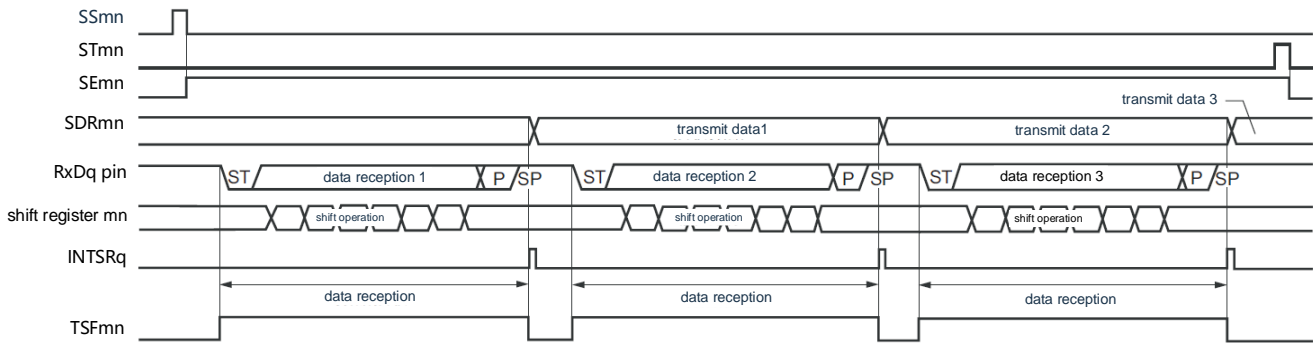 SSmn
STmn
SEmn
transmit data 3
SDRmn transmit data1 transmit data 2
RxDq pin ST data reception 1 P SP ST data reception 2 P SP ST data reception 3 P SP
shift register mn shift operation shift operation shift operation
INTSRq
data reception data reception data reception
TSFmn